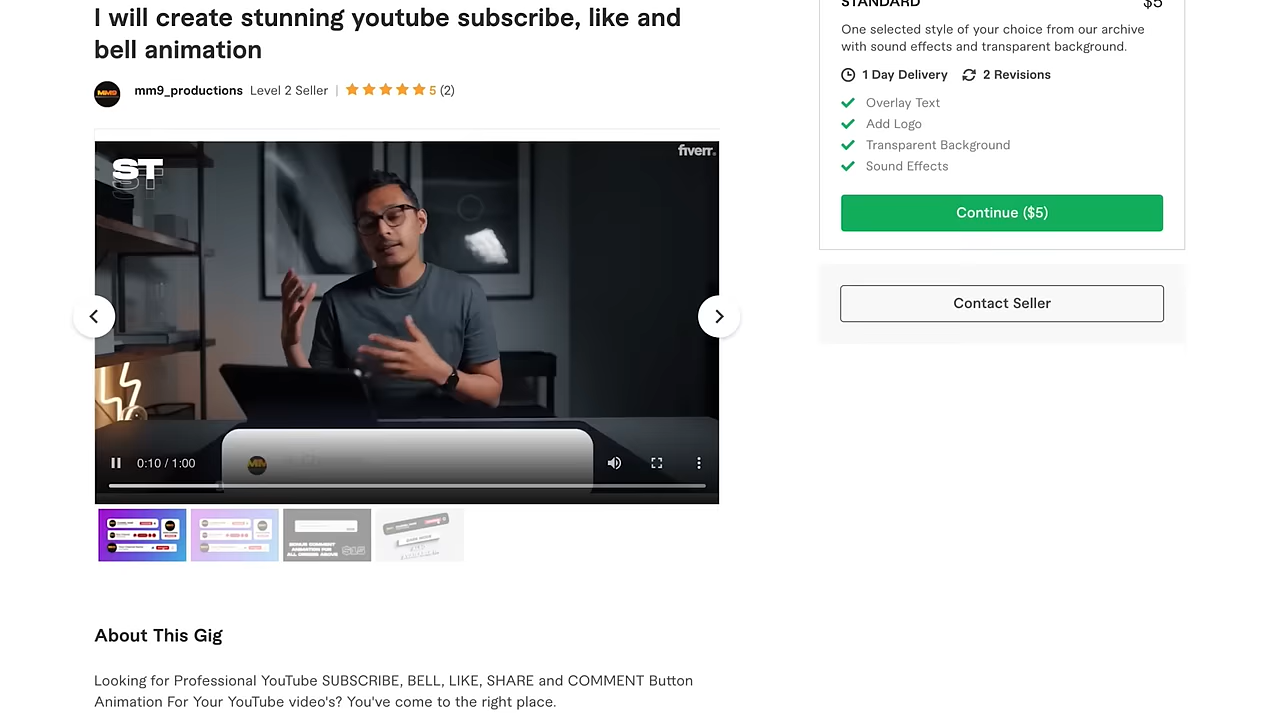 I will create stunning youtube subscribe, like and
bell animation
mm9_productions Level 2 Seller | 5 (2)
ST
fiverr.
0:10 / 1:00
About This Gig
Looking for Professional YouTube SUBSCRIBE, BELL, LIKE, SHARE and COMMENT Button
Animation For Your YouTube video's? You've come to the right place.
STANDARD $5
One selected style of your choice from our archive
with sound effects and transparent background.
1 Day Delivery 2 Revisions
Overlay Text
Add Logo
Transparent Background
Sound Effects
Continue ($5)
Contact Seller